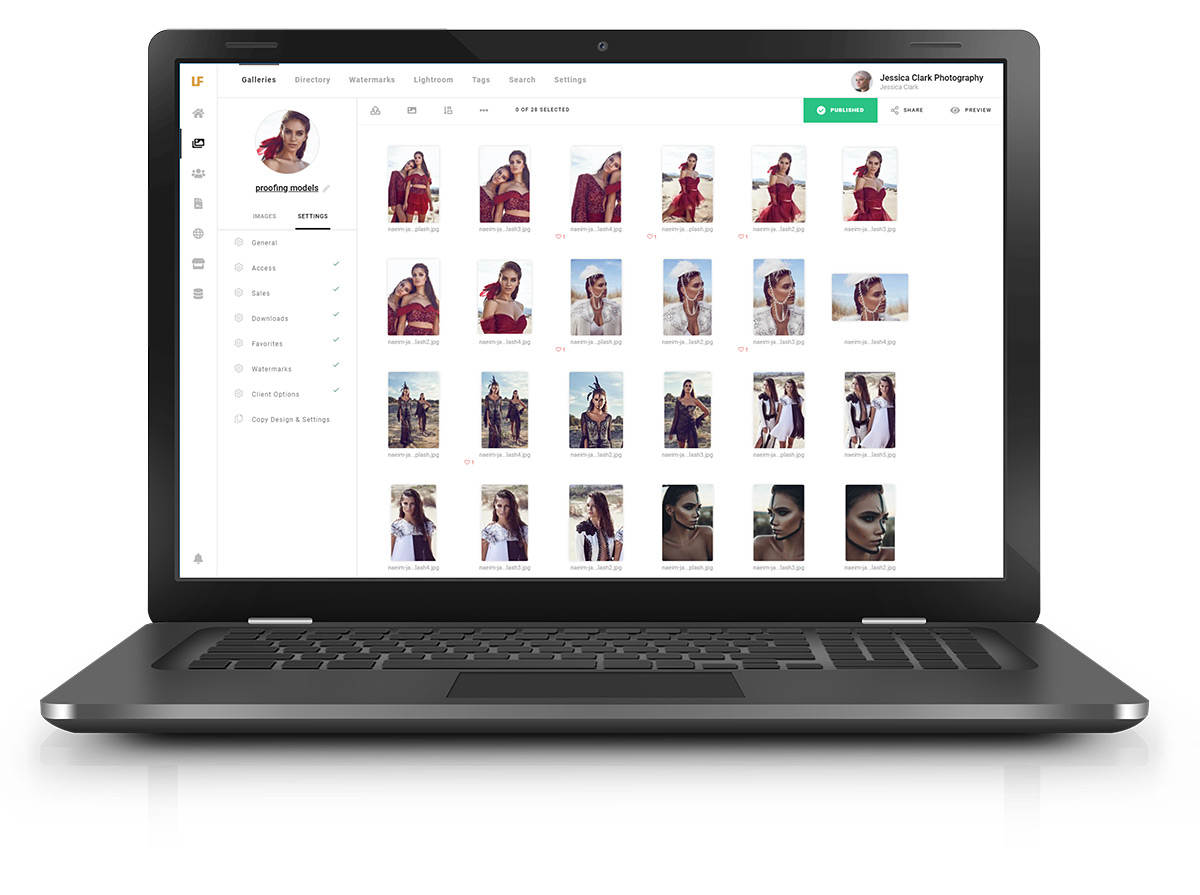 LF
Galleries Directory Watermarks Lightroom Tags Search Settings
Jessica Clark Photography
Jessica Clark
0 OF 28 SELECTED
PUBLISHED
SHARE
PREVIEW
proofing models
IMAGES SETTINGS
General
Access
Sales
Downloads
Favorites
Watermarks
Client Options
Copy Design & Settings
naeim-ja...plash.jpg naeim-ja...lash3.jpg naeim-ja...lash4.jpg naeim-ja...plash.jpg naeim-ja...lash2.jpg naeim-ja...lash3.jpg
1 1 1
naeim-ja...lash2.jpg naeim-ja...lash4.jpg naeim-ja...plash.jpg naeim-ja...lash2.jpg naeim-ja...lash3.jpg naeim-ja...lash4.jpg
1 1
naeim-ja...plash.jpg naeim-ja...lash4.jpg naeim-ja...lash2.jpg naeim-ja...lash3.jpg naeim-ja...plash.jpg naeim-ja...lash5.jpg
1
naeim-ja...lash4.jpg naeim-ja...lash3.jpg naeim-ja...lash2.jpg naeim-ja...plash.jpg naeim-ja...lash3.jpg naeim-ja...lash2.jpg